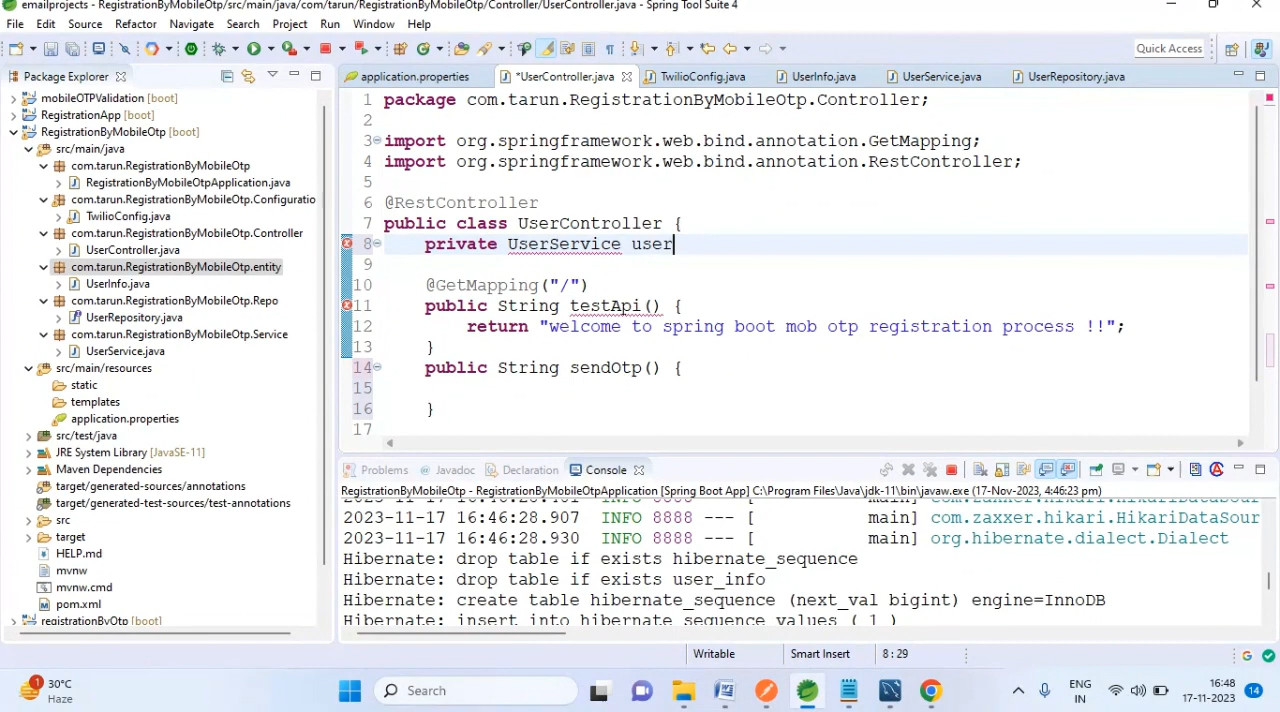 RegistrationByMobileOtp/src/main/java/com/tarun/RegistrationByMobileOtp/Controller/UserController.java - Spring Tool Suite 4
File Edit Source Refactor Navigate Search Project Run Window Help
Quick Access
Package Explorer
application.properties
*UserController.java
TwilioConfig.java
UserInfo.java
UserService.java
UserRepository.java
mobileOTPValidation [boot]
RegistrationApp [boot]
RegistrationByMobileOtp [boot]
src/main/java
com.tarun.RegistrationByMobileOtp
RegistrationByMobileOtpApplication.java
com.tarun.RegistrationByMobileOtp.Configuratio
TwilioConfig.java
com.tarun.RegistrationByMobileOtp.Controller
UserController.java
com.tarun.RegistrationByMobileOtp.entity
UserInfo.java
com.tarun.RegistrationByMobileOtp.Repo
UserRepository.java
com.tarun.RegistrationByMobileOtp.Service
UserService.java
src/main/resources
static
templates
application.properties
src/test/java
JRE System Library [JavaSE-11]
Maven Dependencies
target/generated-sources/annotations
target/generated-test-sources/test-annotations
src
target
HELP.md
mvnw
mvnw.cmd
pom.xml
registrationByOtp [boot]
1 package com.tarun.RegistrationByMobileOtp.Controller;
2
3 import org.springframework.web.bind.annotation.GetMapping;
4 import org.springframework.web.bind.annotation.RestController;
5
6 @RestController
7 public class UserController {
8 private UserService user
9
10 @GetMapping("/")
11 public String testApi() {
12 return "welcome to spring boot mob otp registration process !!";
13 }
14 public String sendOtp() {
15
16 }
17
Problems @ Javadoc Declaration Console
RegistrationByMobileOtp - RegistrationByMobileOtpApplication [Spring Boot App] C:\Program Files\Java\jdk-11\bin\javaw.exe (17-Nov-2023, 4:46:23 pm)
2023-11-17 16:46:28.907 INFO 8888 --- [ main] com.zaxxer.hikari.HikariDataSour
2023-11-17 16:46:28.930 INFO 8888 --- [ main] org.hibernate.dialect.Dialect
Hibernate: drop table if exists hibernate_sequence
Hibernate: drop table if exists user_info
Hibernate: create table hibernate_sequence (next_val bigint) engine=InnoDB
Hibernate: insert into hibernate_sequence values ( 1 )
Writable Smart Insert 8:29
30°C
Haze
Search
ENG
IN
16:48
17-11-2023
14